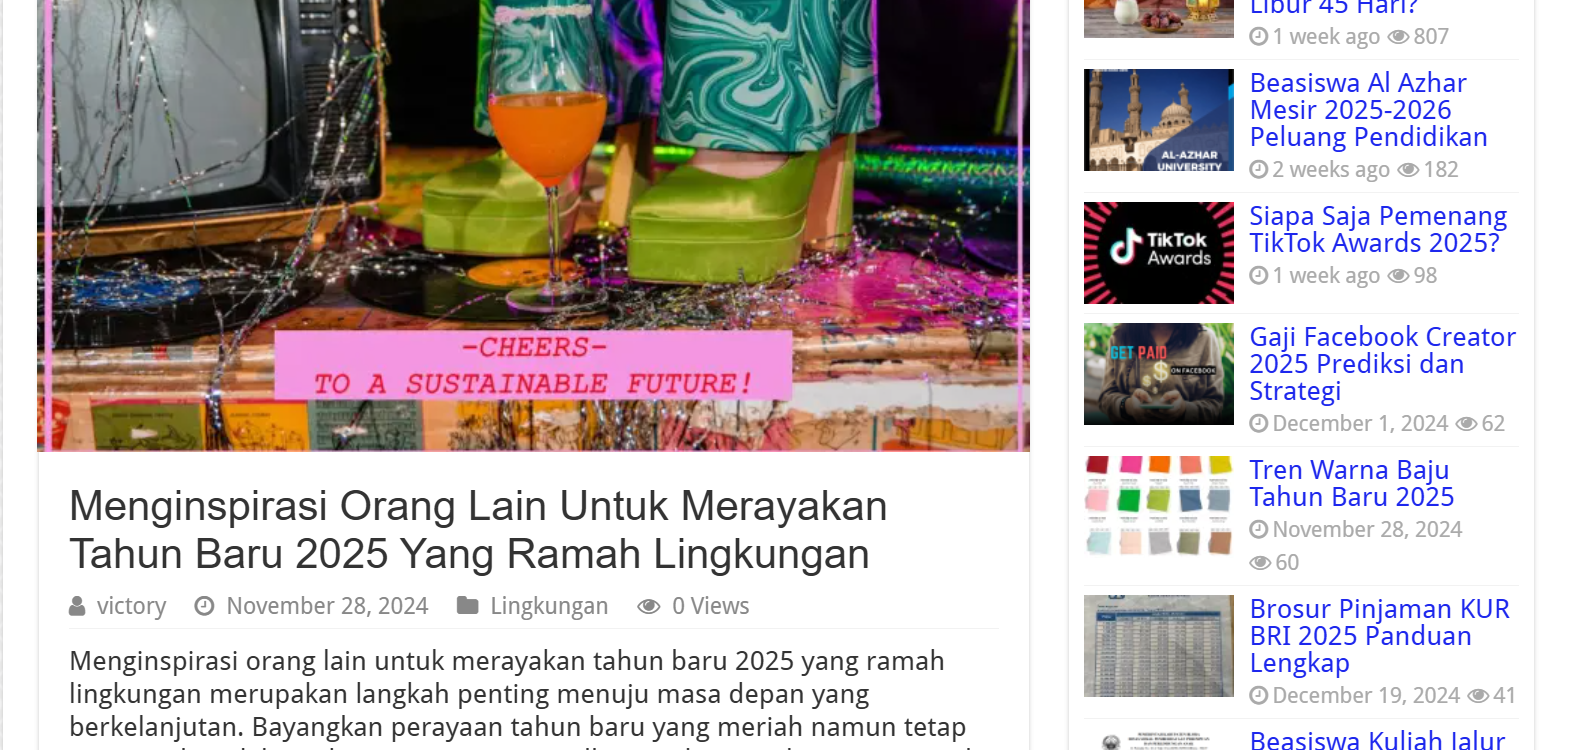 -CHEERS-
TO A SUSTAINABLE FUTURE!
Menginspirasi Orang Lain Untuk Merayakan
Tahun Baru 2025 Yang Ramah Lingkungan
victory November 28, 2024 Lingkungan 0 Views
Menginspirasi orang lain untuk merayakan tahun baru 2025 yang ramah
lingkungan merupakan langkah penting menuju masa depan yang
berkelanjutan. Bayangkan perayaan tahun baru yang meriah namun tetap
Libur 45 Hari?
1 week ago 807
AL-AZHAR
UNIVERSITY
Beasiswa Al Azhar
Mesir 2025-2026
Peluang Pendidikan
2 weeks ago 182
TikTok
Awards
Siapa Saja Pemenang
TikTok Awards 2025?
1 week ago 98
GET PAID
ON FACEBOOK
Gaji Facebook Creator
2025 Prediksi dan
Strategi
December 1, 2024 62
Tren Warna Baju
Tahun Baru 2025
November 28, 2024
60
Brosur Pinjaman KUR
BRI 2025 Panduan
Lengkap
December 19, 2024 41
Beasiswa Kuliah Jalur